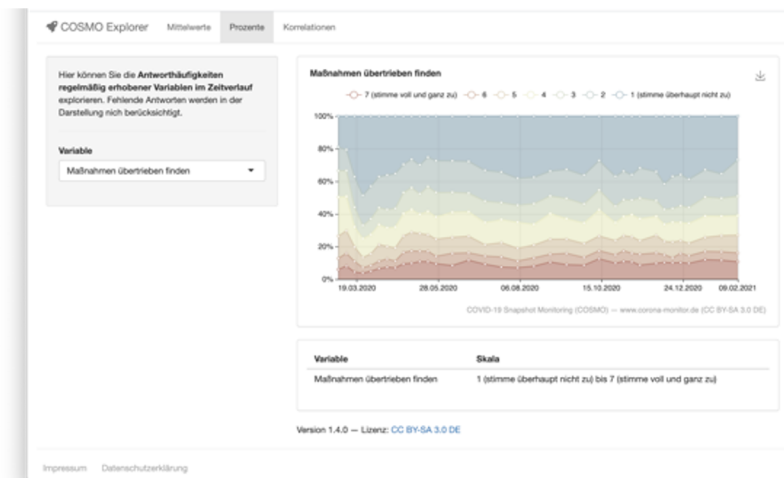 COSMO Explorer Mittelwerte Prozente Korrelationen
Hier können Sie die Antworthäufigkeiten
regelmäßig erhobener Variablen im Zeitverlauf
explorieren. Fehlende Antworten werden in der
Darstellung nich berücksichtigt.
Variable
Maßnahmen übertrieben finden
Maßnahmen übertrieben finden
7 (stimme voll und ganz zu) 6 5 4 3 2 1 (stimme überhaupt nicht zu)
100%
80%
60%
40%
20%
0%
19.03.2020 28.05.2020 06.08.2020 15.10.2020 24.12.2020 09.02.2021
COVID-19 Snapshot Monitoring (COSMO) — www.corona-monitor.de (CC BY-SA 3.0 DE)
Variable Skala
Maßnahmen übertrieben finden 1 (stimme überhaupt nicht zu) bis 7 (stimme voll und ganz zu)
Version 1.4.0 — Lizenz: CC BY-SA 3.0 DE
Impressum Datenschutzerklärung